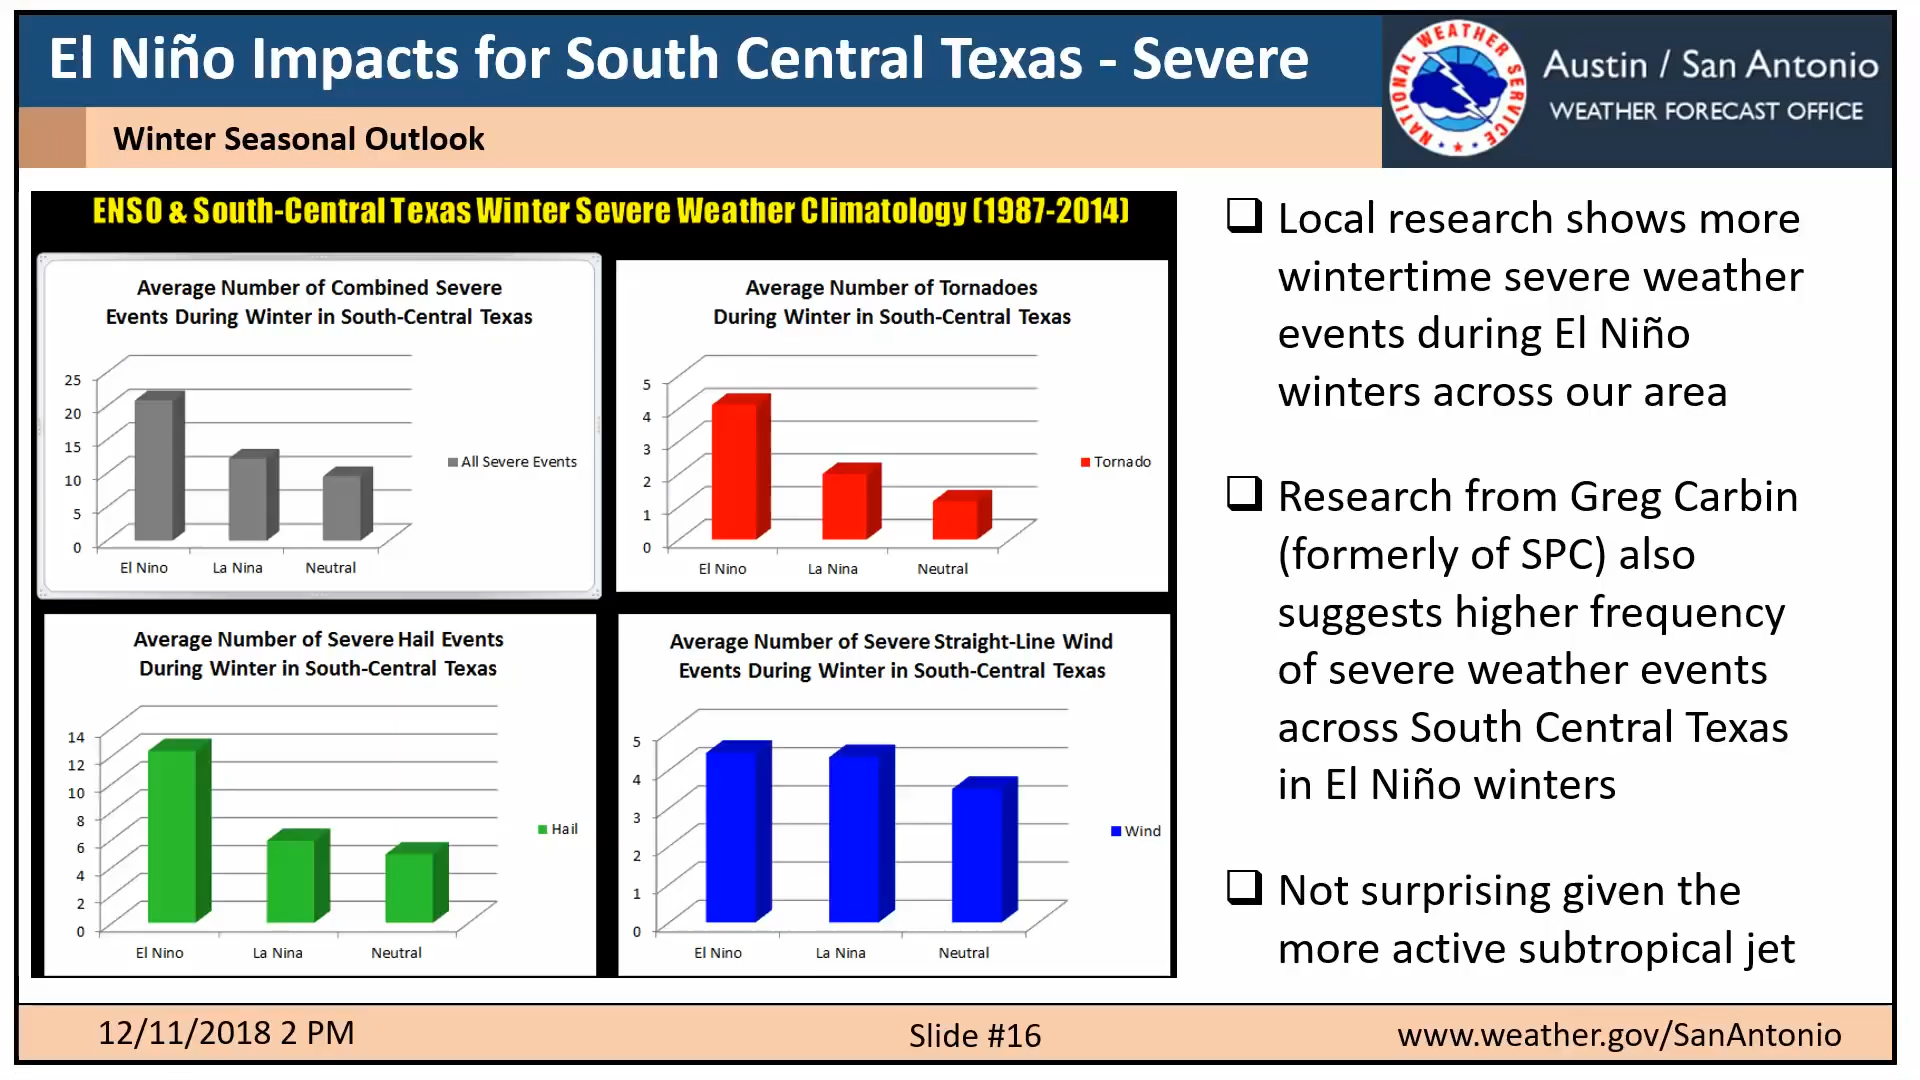 El Niño Impacts for South Central Texas - Severe
NATIONAL WEATHER SERVICE
Austin / San Antonio
WEATHER FORECAST OFFICE
Winter Seasonal Outlook
ENSO & South-Central Texas Winter Severe Weather Climatology (1987-2014)
Average Number of Combined Severe
Events During Winter in South-Central Texas
25
20
15
10
5
0
El Nino
La Nina
Neutral
All Severe Events
Average Number of Tornadoes
During Winter in South-Central Texas
5
4
3
2
1
0
El Nino
La Nina
Neutral
Tornado
Average Number of Severe Hail Events
During Winter in South-Central Texas
14
12
10
8
6
4
2
0
El Nino
La Nina
Neutral
Hail
Average Number of Severe Straight-Line Wind
Events During Winter in South-Central Texas
5
4
3
2
1
0
El Nino
La Nina
Neutral
Wind
Local research shows more
wintertime severe weather
events during El Niño
winters across our area
Research from Greg Carbin
(formerly of SPC) also
suggests higher frequency
of severe weather events
across South Central Texas
in El Niño winters
Not surprising given the
more active subtropical jet
12/11/2018 2 PM
Slide #16
www.weather.gov/SanAntonio